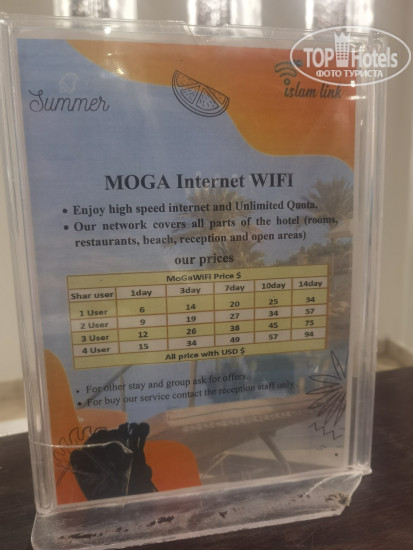 TOP Hotels
ФОТО ТУРИСТА
Summer
islam link
MOGA Internet WIFI
• Enjoy high speed internet and Unlimited Quota.
• Our network covers all parts of the hotel (rooms,
restaurants, beach, reception and open areas)
our prices
MoGaWiFi Price $
Shar user 1day 3day 7day 10day 14day
1 User 6 14 20 25 34
2 User 9 19 27 34 57
3 User 12 26 38 45 75
4 User 15 34 49 57 94
All price with USD $
• For other stay and group ask for offers..
• For buy our service contact the reception staff only